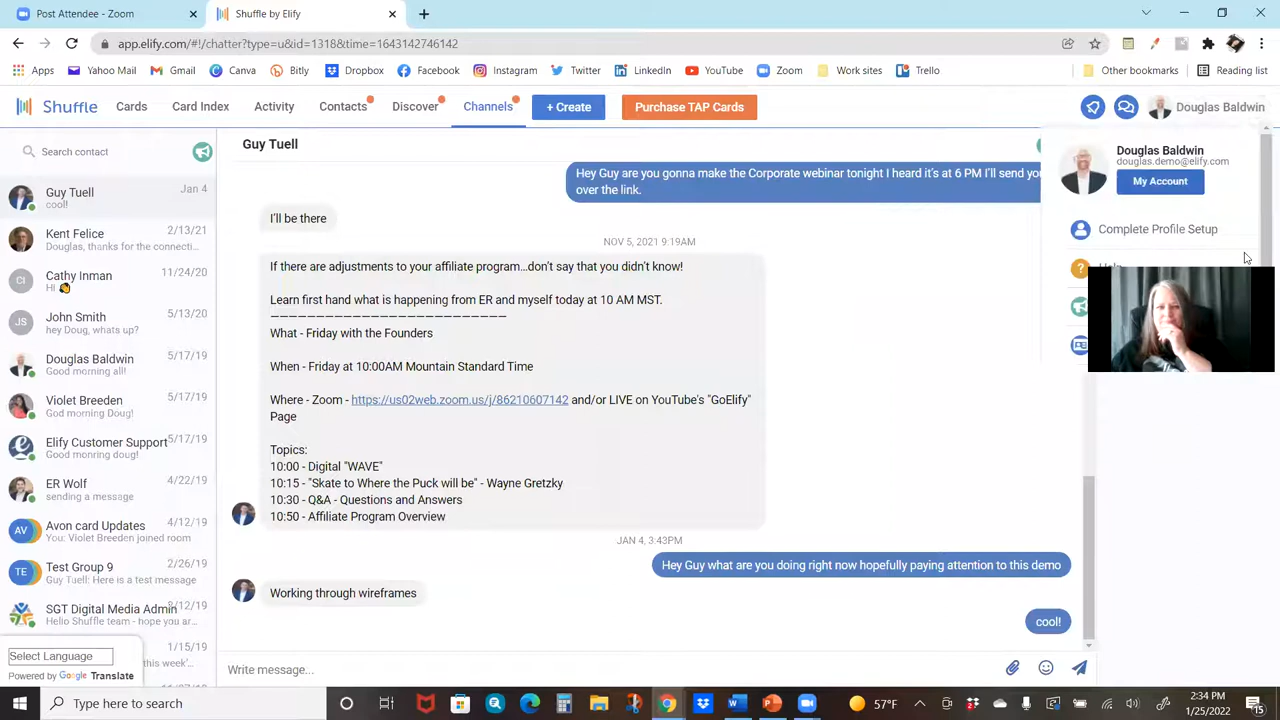 Post Attendee - Zoom
Shuffle by Elify
app.elify.com/#!/chatter?type=u&id=1318&time=1643142746142
Apps
Yahoo Mail
Gmail
Canva
Bitly
Dropbox
Facebook
Instagram
Twitter
LinkedIn
YouTube
Zoom
Work sites
Trello
Other bookmarks
Reading list
Shuffle
Cards
Card Index
Activity
Contacts
Discover
Channels
+ Create
Purchase TAP Cards
Douglas Baldwin
Search contact
Guy Tuell
Jan 4
cool!
Kent Felice
2/13/21
Douglas, thanks for the connecti...
CI
Cathy Inman
11/24/20
HI 👋
JS
John Smith
5/13/20
hey Doug, whats up?
Douglas Baldwin
5/17/19
Good morning all!
Violet Breeden
5/17/19
God morning Doug!
Elify Customer Support
5/17/19
Good monring doug!
ER Wolf
4/22/19
sending a message
AV
Avon card Updates
4/12/19
You: Violet Breeden joined room
TE
Test Group 9
2/26/19
Guy Tuell: Here is a test message
SGT Digital Media Admin
2/12/19
Hello Shuffle team - hope you ar...
1/15/19
this week'...
Select Language
Powered by Google Translate
Guy Tuell
Hey Guy are you gonna make the Corporate webinar tonight I heard it's at 6 PM I'll send you
over the link.
I'll be there
NOV 5, 2021 9:19AM
If there are adjustments to your affiliate program...don't say that you didn't know!
Learn first hand what is happening from ER and myself today at 10 AM MST.
—————————————————————————
What - Friday with the Founders
When - Friday at 10:00AM Mountain Standard Time
Where - Zoom - https://us02web.zoom.us/j/86210607142 and/or LIVE on YouTube's "GoElify"
Page
Topics:
10:00 - Digital "WAVE"
10:15 - "Skate to Where the Puck will be" - Wayne Gretzky
10:30 - Q&A - Questions and Answers
10:50 - Affiliate Program Overview
JAN 4, 3:43PM
Hey Guy what are you doing right now hopefully paying attention to this demo
Working through wireframes
cool!
Write message...
Douglas Baldwin
douglas.demo@elify.com
My Account
Complete Profile Setup
Help
Type here to search
57°F
2:34 PM
1/25/2022
15